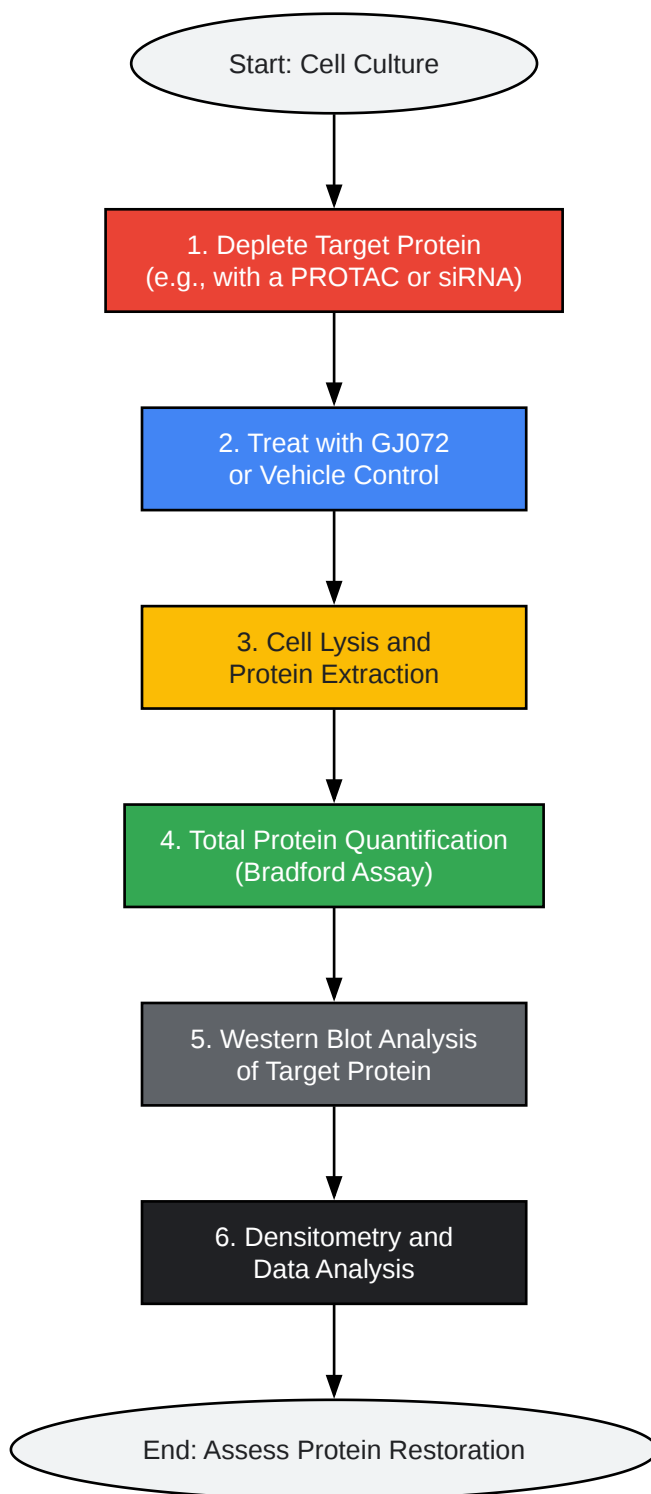 Start: Cell Culture
1. Deplete Target Protein
(e.g., with a PROTAC or siRNA)
2. Treat with GJ072
or Vehicle Control
3. Cell Lysis and
Protein Extraction
4. Total Protein Quantification
(Bradford Assay)
5. Western Blot Analysis
of Target Protein
6. Densitometry and
Data Analysis
End: Assess Protein Restoration